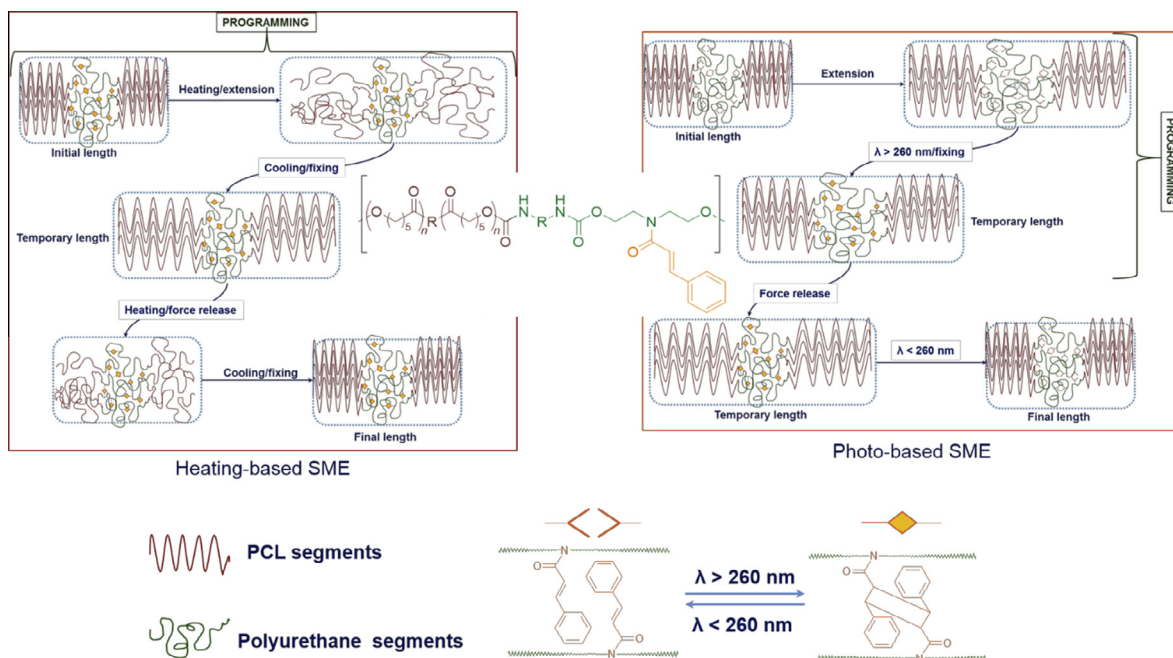 PROGRAMMING
Heating/extension
Initial length
Cooling/fixing
Temporary length
Heating/force release
Cooling/fixing
Final length
Heating-based SME
O
O
O
H
H
O
N
N
O
O
N
O
( )5 n R ( )5 n
R
O
O
O
Extension
Initial length
λ > 260 nm/fixing
PROGRAMMING
Temporary length
Force release
λ < 260 nm
Temporary length
Final length
Photo-based SME
PCL segments
Polyurethane segments
N
O
O
N
λ > 260 nm
λ < 260 nm
N
O
O
N